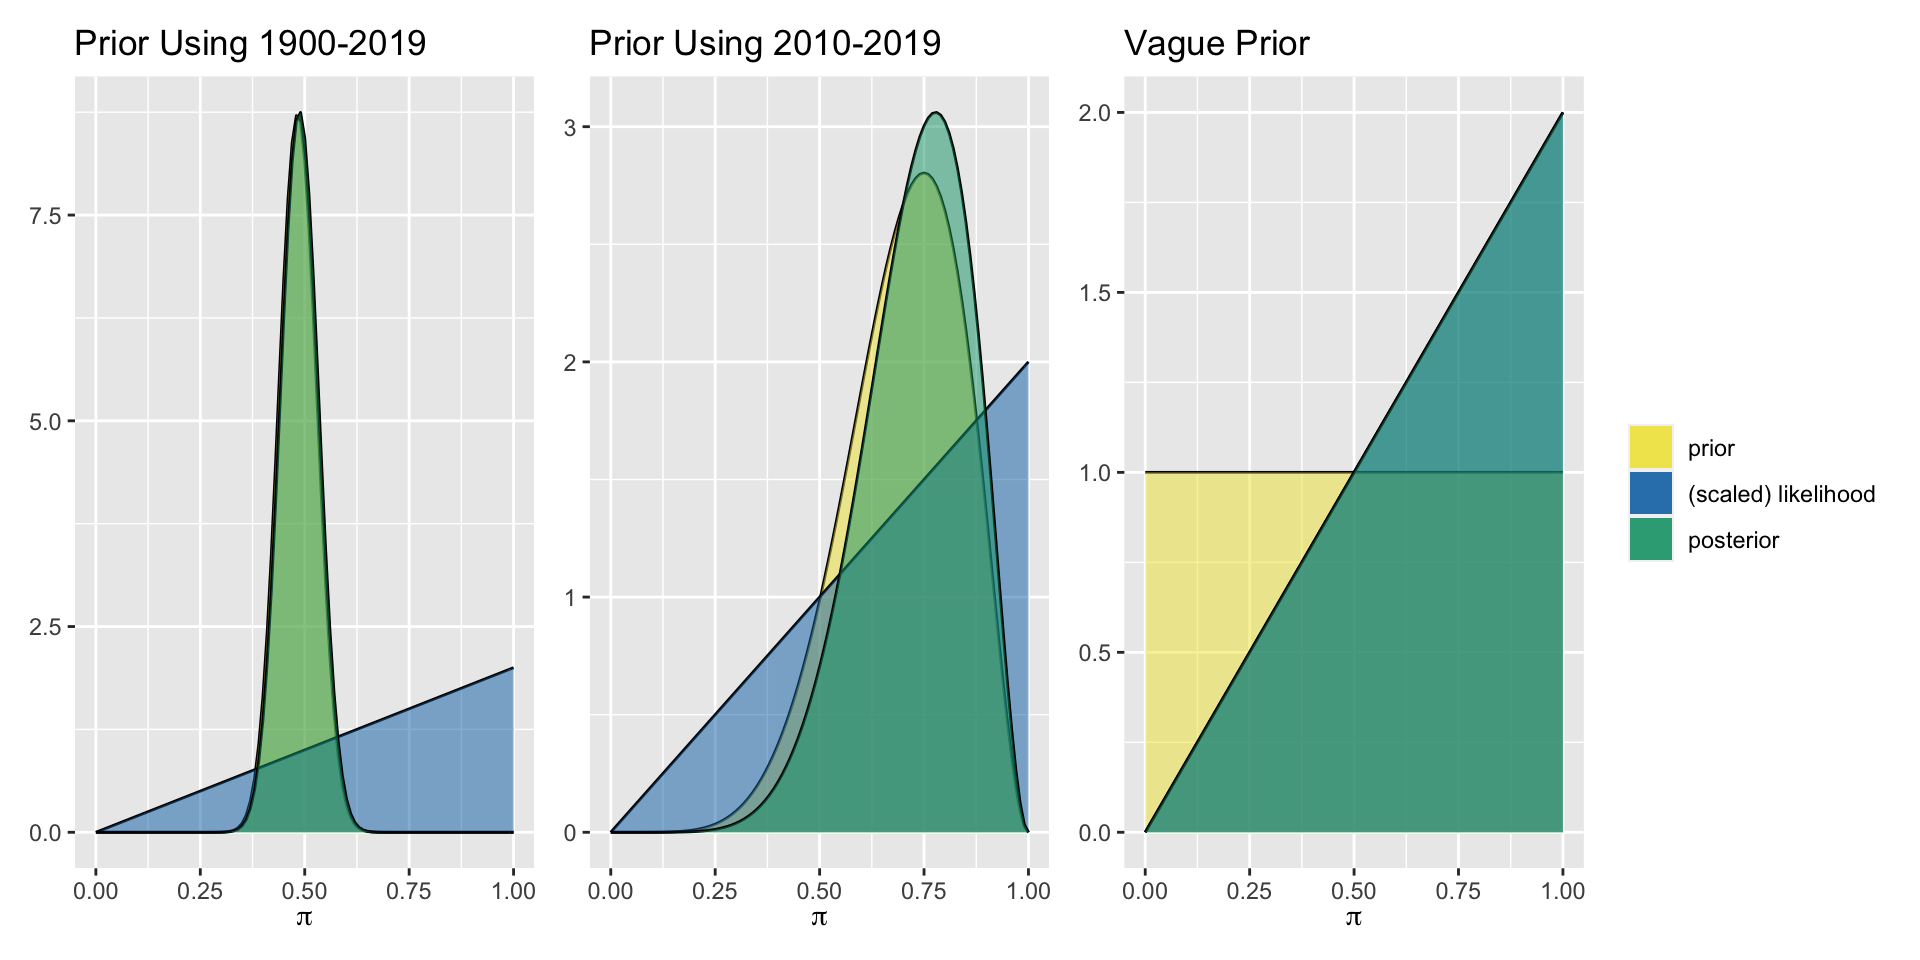 Prior Using 1900-2019
7.5
5.0
2.5
0.0
0.00 0.25 0.50 0.75 1.00
π
Prior Using 2010-2019
3
2
1
0
0.00 0.25 0.50 0.75 1.00
π
Vague Prior
2.0
1.5
1.0
0.5
0.0
0.00 0.25 0.50 0.75 1.00
π
prior
(scaled) likelihood
posterior